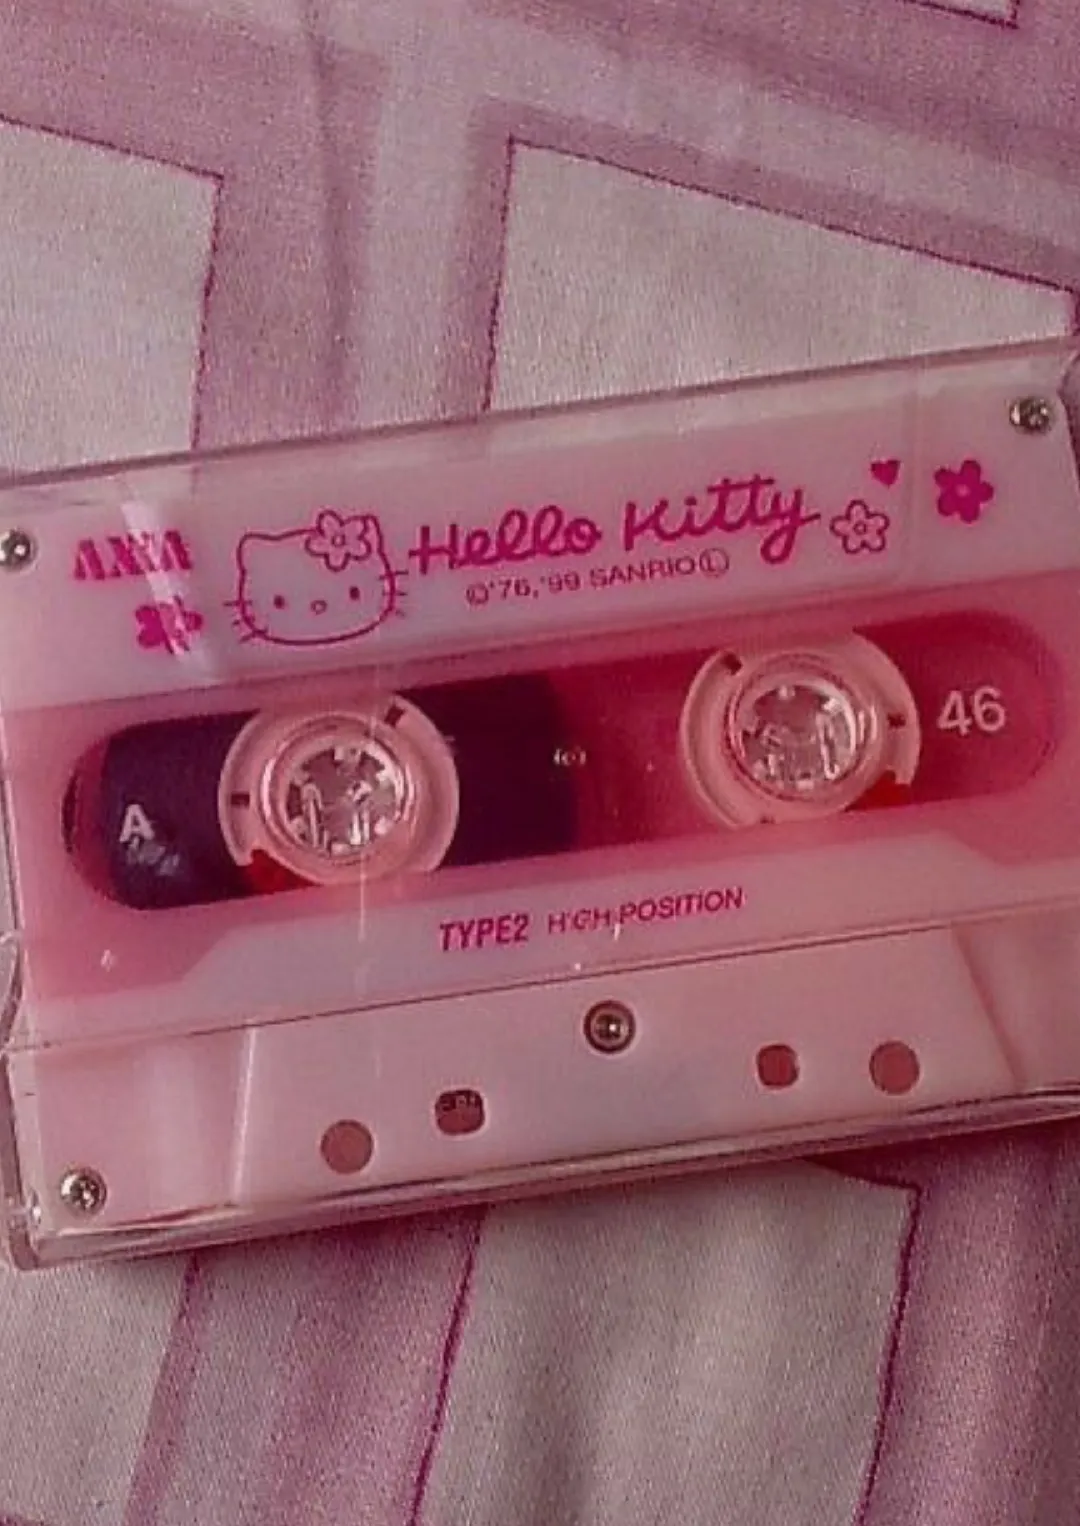 AXIA
Hello Kitty
©'76,'99 SANRIO Ⓛ
A
46
TYPE2 HIGH POSITION